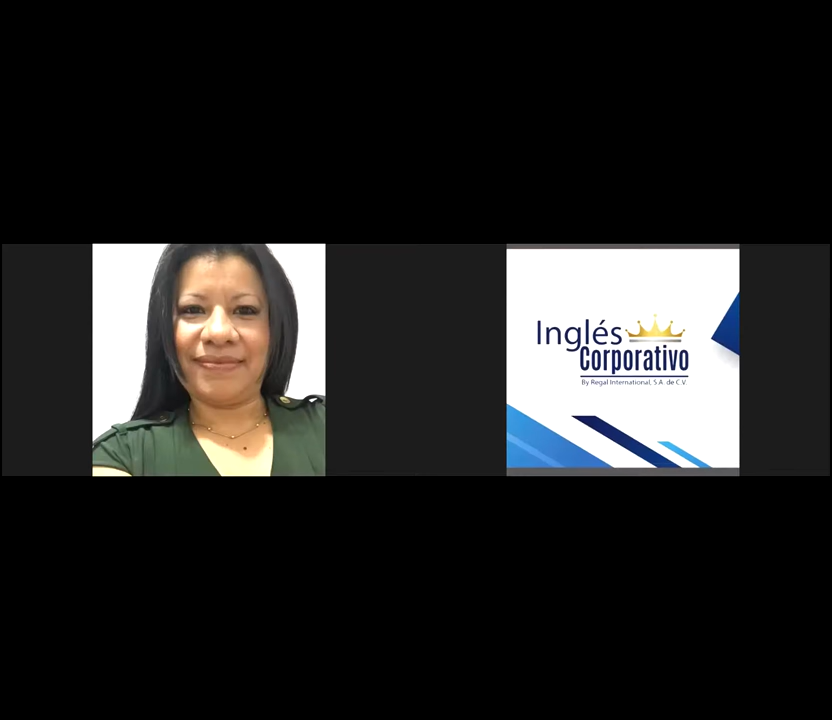 Inglés
Corporativo
By Regal International, S.A. de C.V.